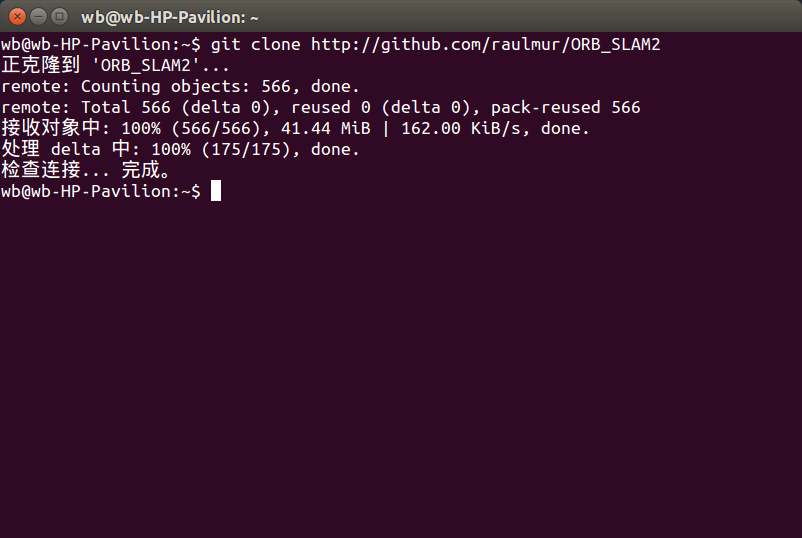 wb@wb-HP-Pavilion: ~
wb@wb-HP-Pavilion:~$ git clone http://github.com/raulmur/ORB_SLAM2
正克隆到 'ORB_SLAM2'...
remote: Counting objects: 566, done.
remote: Total 566 (delta 0), reused 0 (delta 0), pack-reused 566
接收对象中: 100% (566/566), 41.44 MiB | 162.00 KiB/s, done.
处理 delta 中: 100% (175/175), done.
检查连接... 完成。
wb@wb-HP-Pavilion:~$